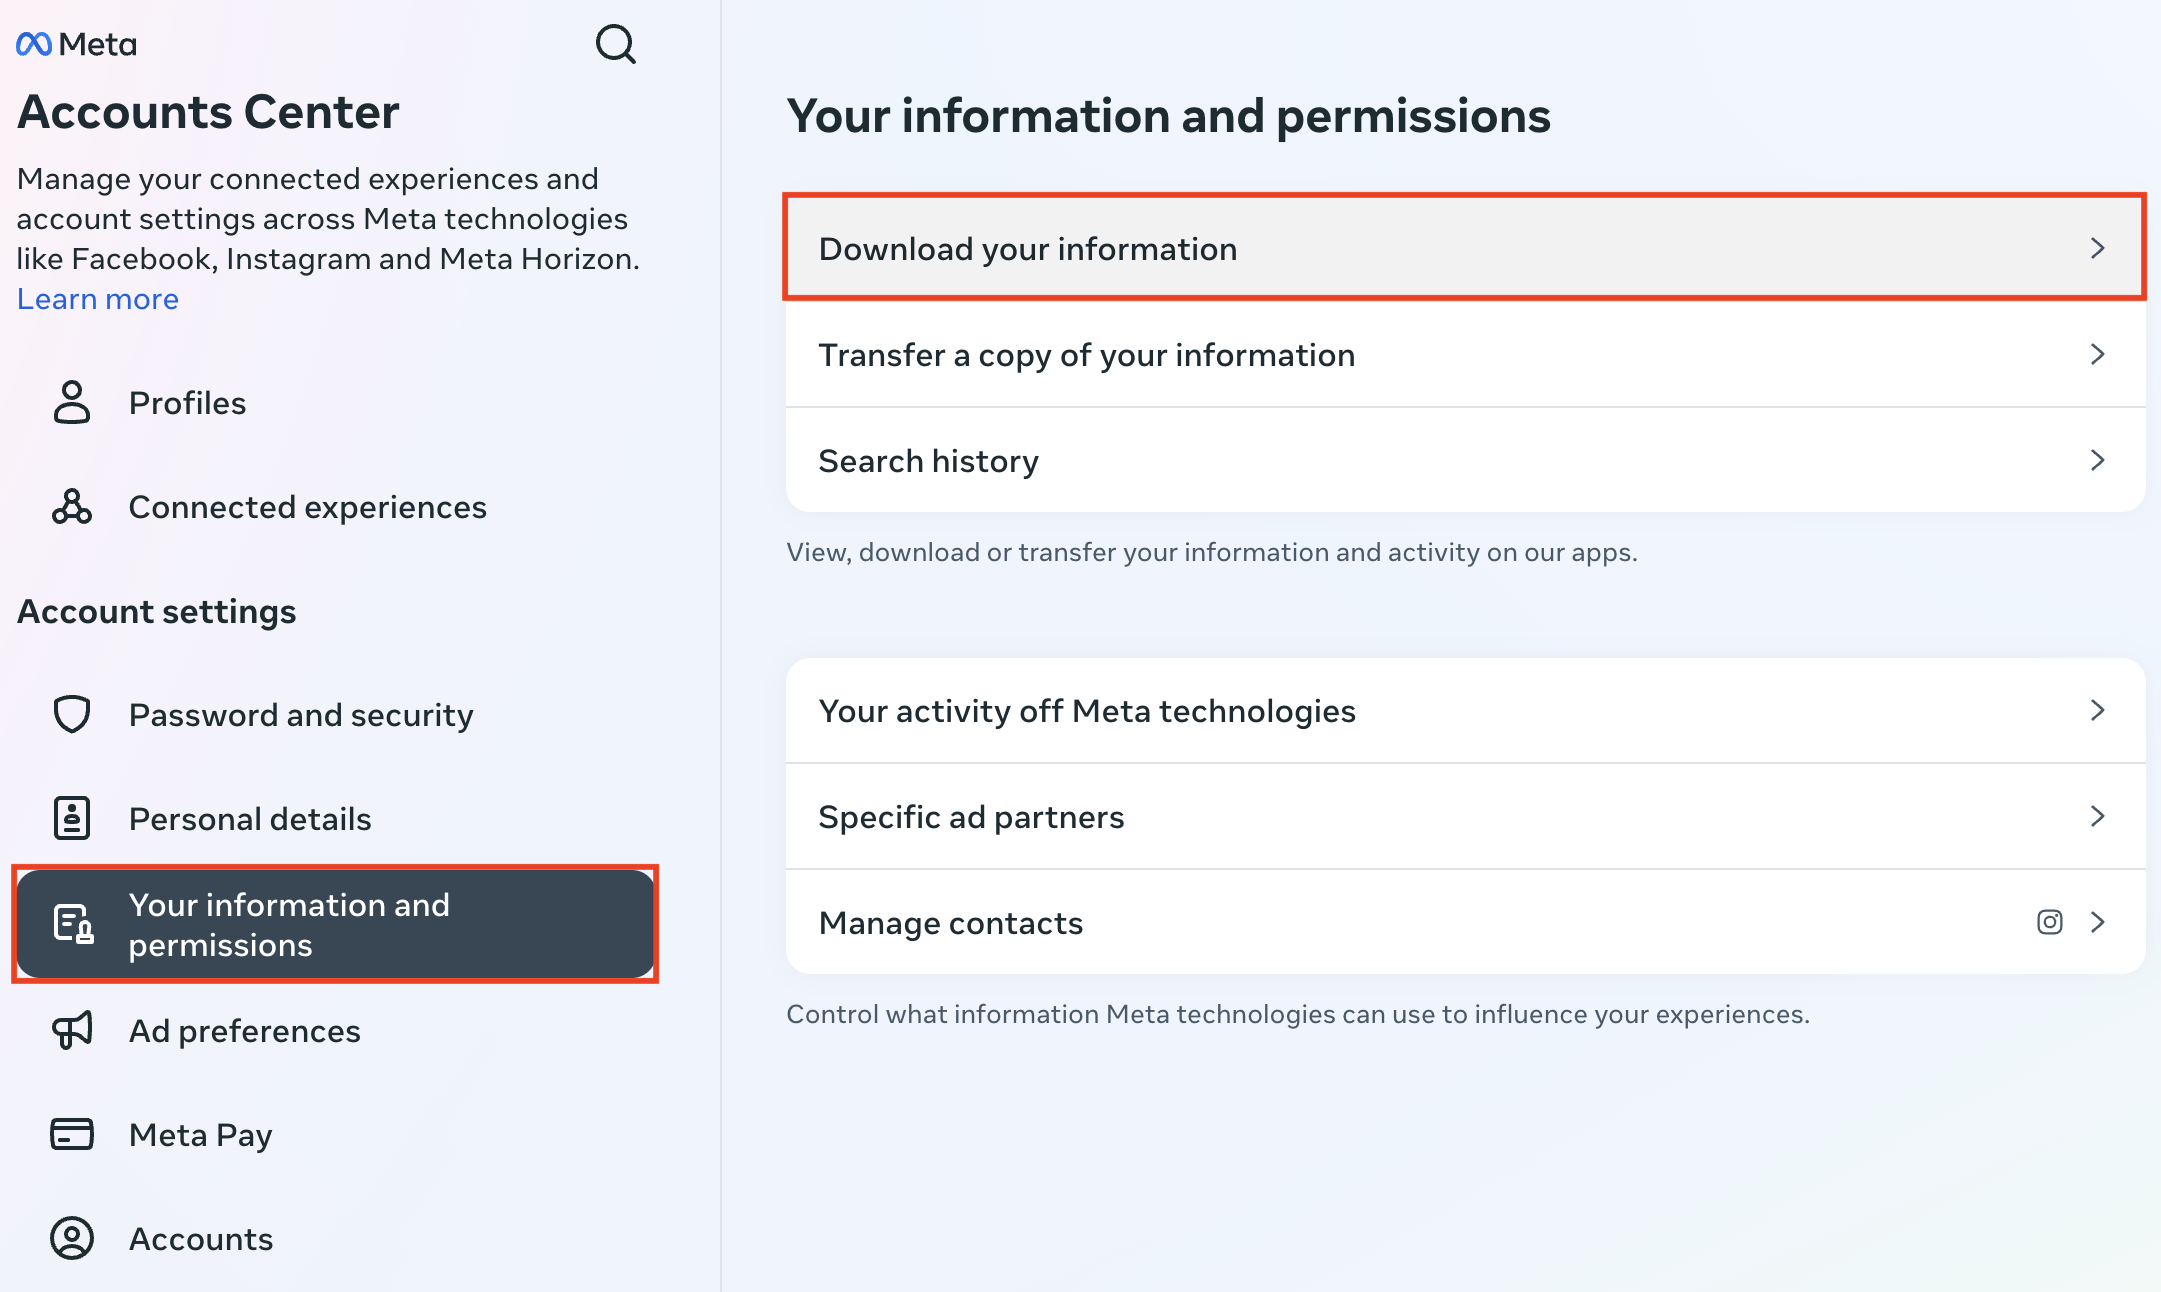 Meta
Accounts Center
Manage your connected experiences and
account settings across Meta technologies
like Facebook, Instagram and Meta Horizon.
Learn more
Profiles
Connected experiences
Account settings
Password and security
Personal details
Your information and
permissions
Ad preferences
Meta Pay
Accounts
Your information and permissions
Download your information
Transfer a copy of your information
Search history
View, download or transfer your information and activity on our apps.
Your activity off Meta technologies
Specific ad partners
Manage contacts
Control what information Meta technologies can use to influence your experiences.